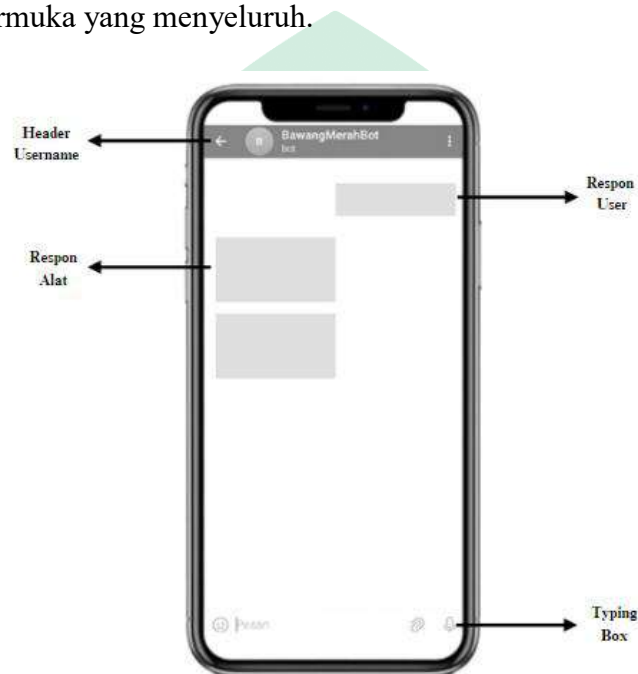 rmuka yang menyeluruh.
Header
Username
BawangMerahBot
bot
Respon
User
Respon
Alat
Pesan
Typing
Box